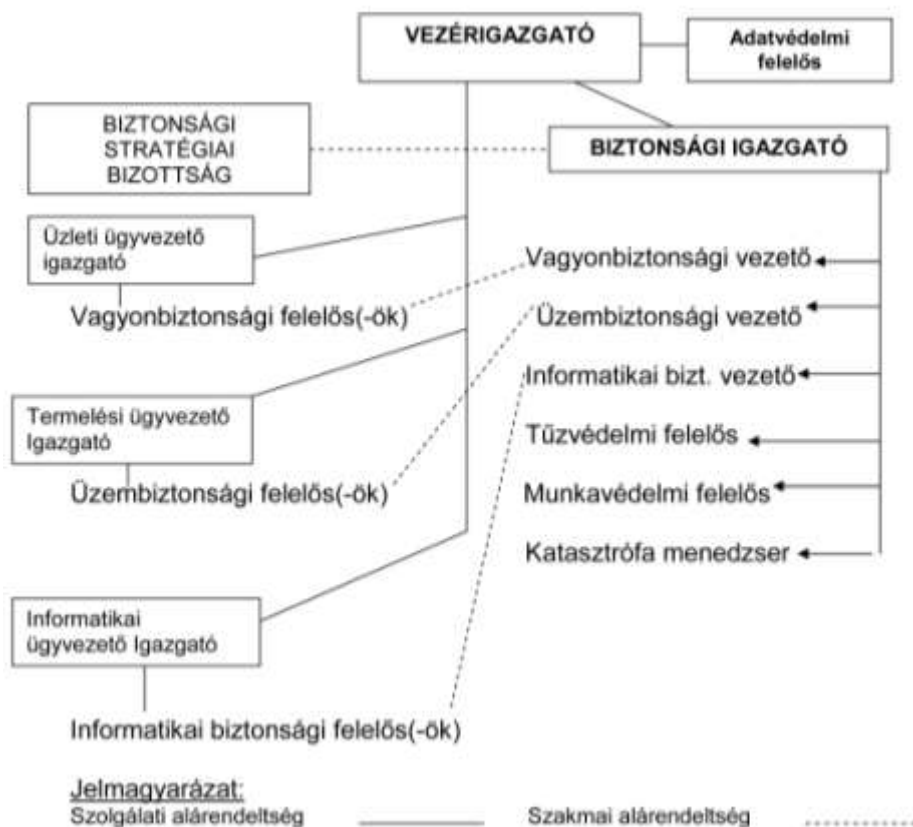 VEZÉRIGAZGATÓ
Adatvédelmi
felelős
BIZTONSÁGI
STRATÉGIAI
BIZOTTSÁG
BIZTONSÁGI IGAZGATÓ
Üzleti ügyvezető
igazgató
Vagyonbiztonsági vezető
Vagyonbiztonsági felelős(-ök)
Üzembiztonsági vezető
Informatikai bizt. vezető
Termelési ügyvezető
Igazgató
Tűzvédelmi felelős
Üzembiztonsági felelős(-ök)
Munkavédelmi felelős
Katasztrófa menedzser
Informatikai
ügyvezető Igazgató
Informatikai biztonsági felelős(-ök)
Jelmagyarázat:
Szolgálati alárendeltség
Szakmai alárendeltség